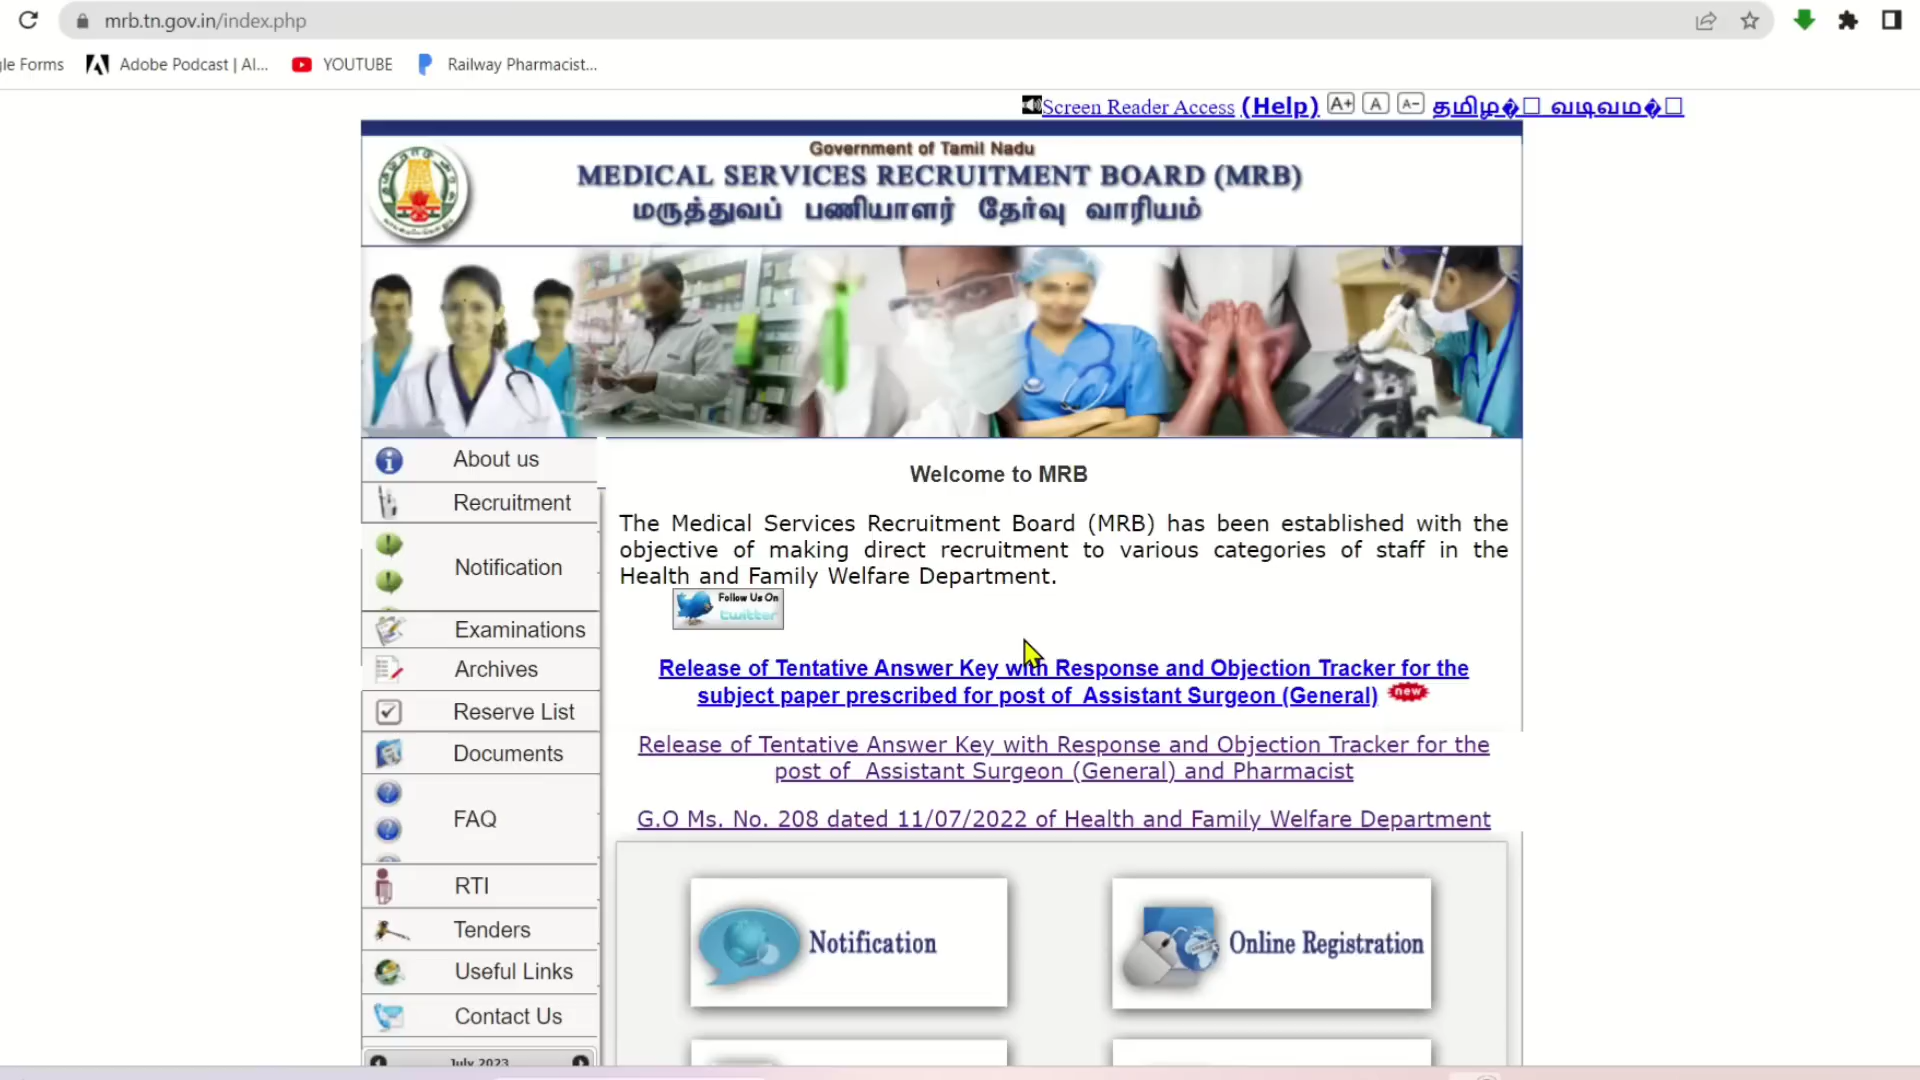 mrb.tn.gov.in/index.php
le Forms Adobe Podcast | AI... YOUTUBE Railway Pharmacist...
Screen Reader Access (Help) A+ A A-
Government of Tamil Nadu
MEDICAL SERVICES RECRUITMENT BOARD (MRB)
மருத்துவப் பணியாளர் தேர்வு வாரியம்
About us
Recruitment
Notification
Examinations
Archives
Reserve List
Documents
FAQ
RTI
Tenders
Useful Links
Contact Us
July 2023
Welcome to MRB
The Medical Services Recruitment Board (MRB) has been established with the
objective of making direct recruitment to various categories of staff in the
Health and Family Welfare Department.
Follow Us On
twitter
Release of Tentative Answer Key with Response and Objection Tracker for the
subject paper prescribed for post of Assistant Surgeon (General) new
Release of Tentative Answer Key with Response and Objection Tracker for the
post of Assistant Surgeon (General) and Pharmacist
G.O Ms. No. 208 dated 11/07/2022 of Health and Family Welfare Department
Notification
Online Registration